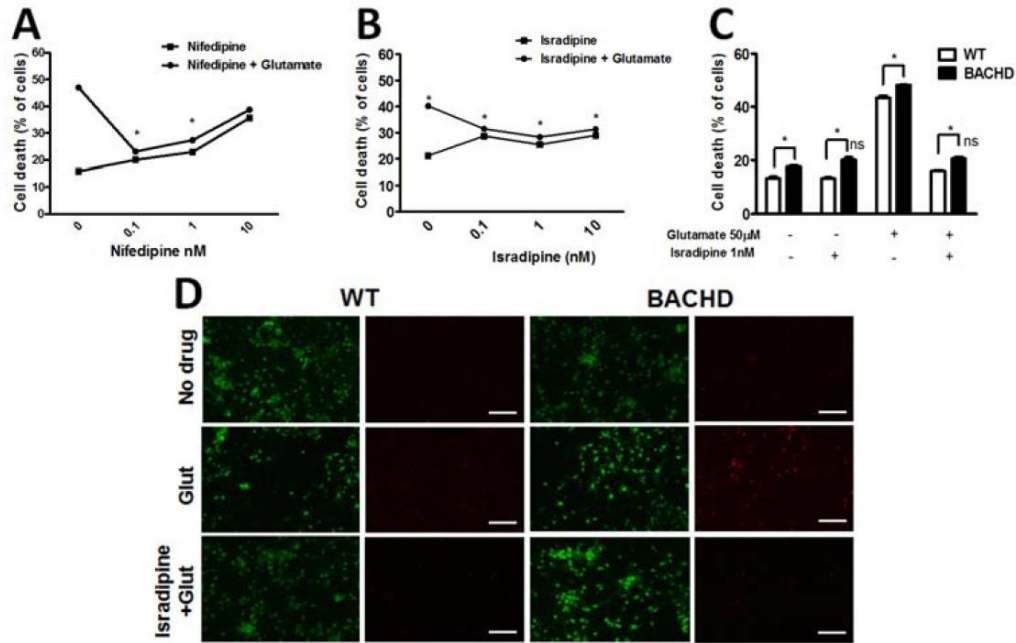 A
Nifedipine
Nifedipine + Glutamate
Cell death (% of cells)
60
50
40
30
20
10
0
*
*
0
0.1
1
10
Nifedipine nM
B
Isradipine
Isradipine + Glutamate
Cell death (% of cells)
60
50
40
30
20
10
0
*
*
*
*
0
0.1
1
10
Isradipine (nM)
C
WT
BACHD
Cell death (% of cells)
60
40
20
0
*
*
ns
*
*
ns
Glutamate 50µM - - + +
Isradipine 1nM - + - +
D
WT
BACHD
No drug
Glut
Isradipine
+Glut